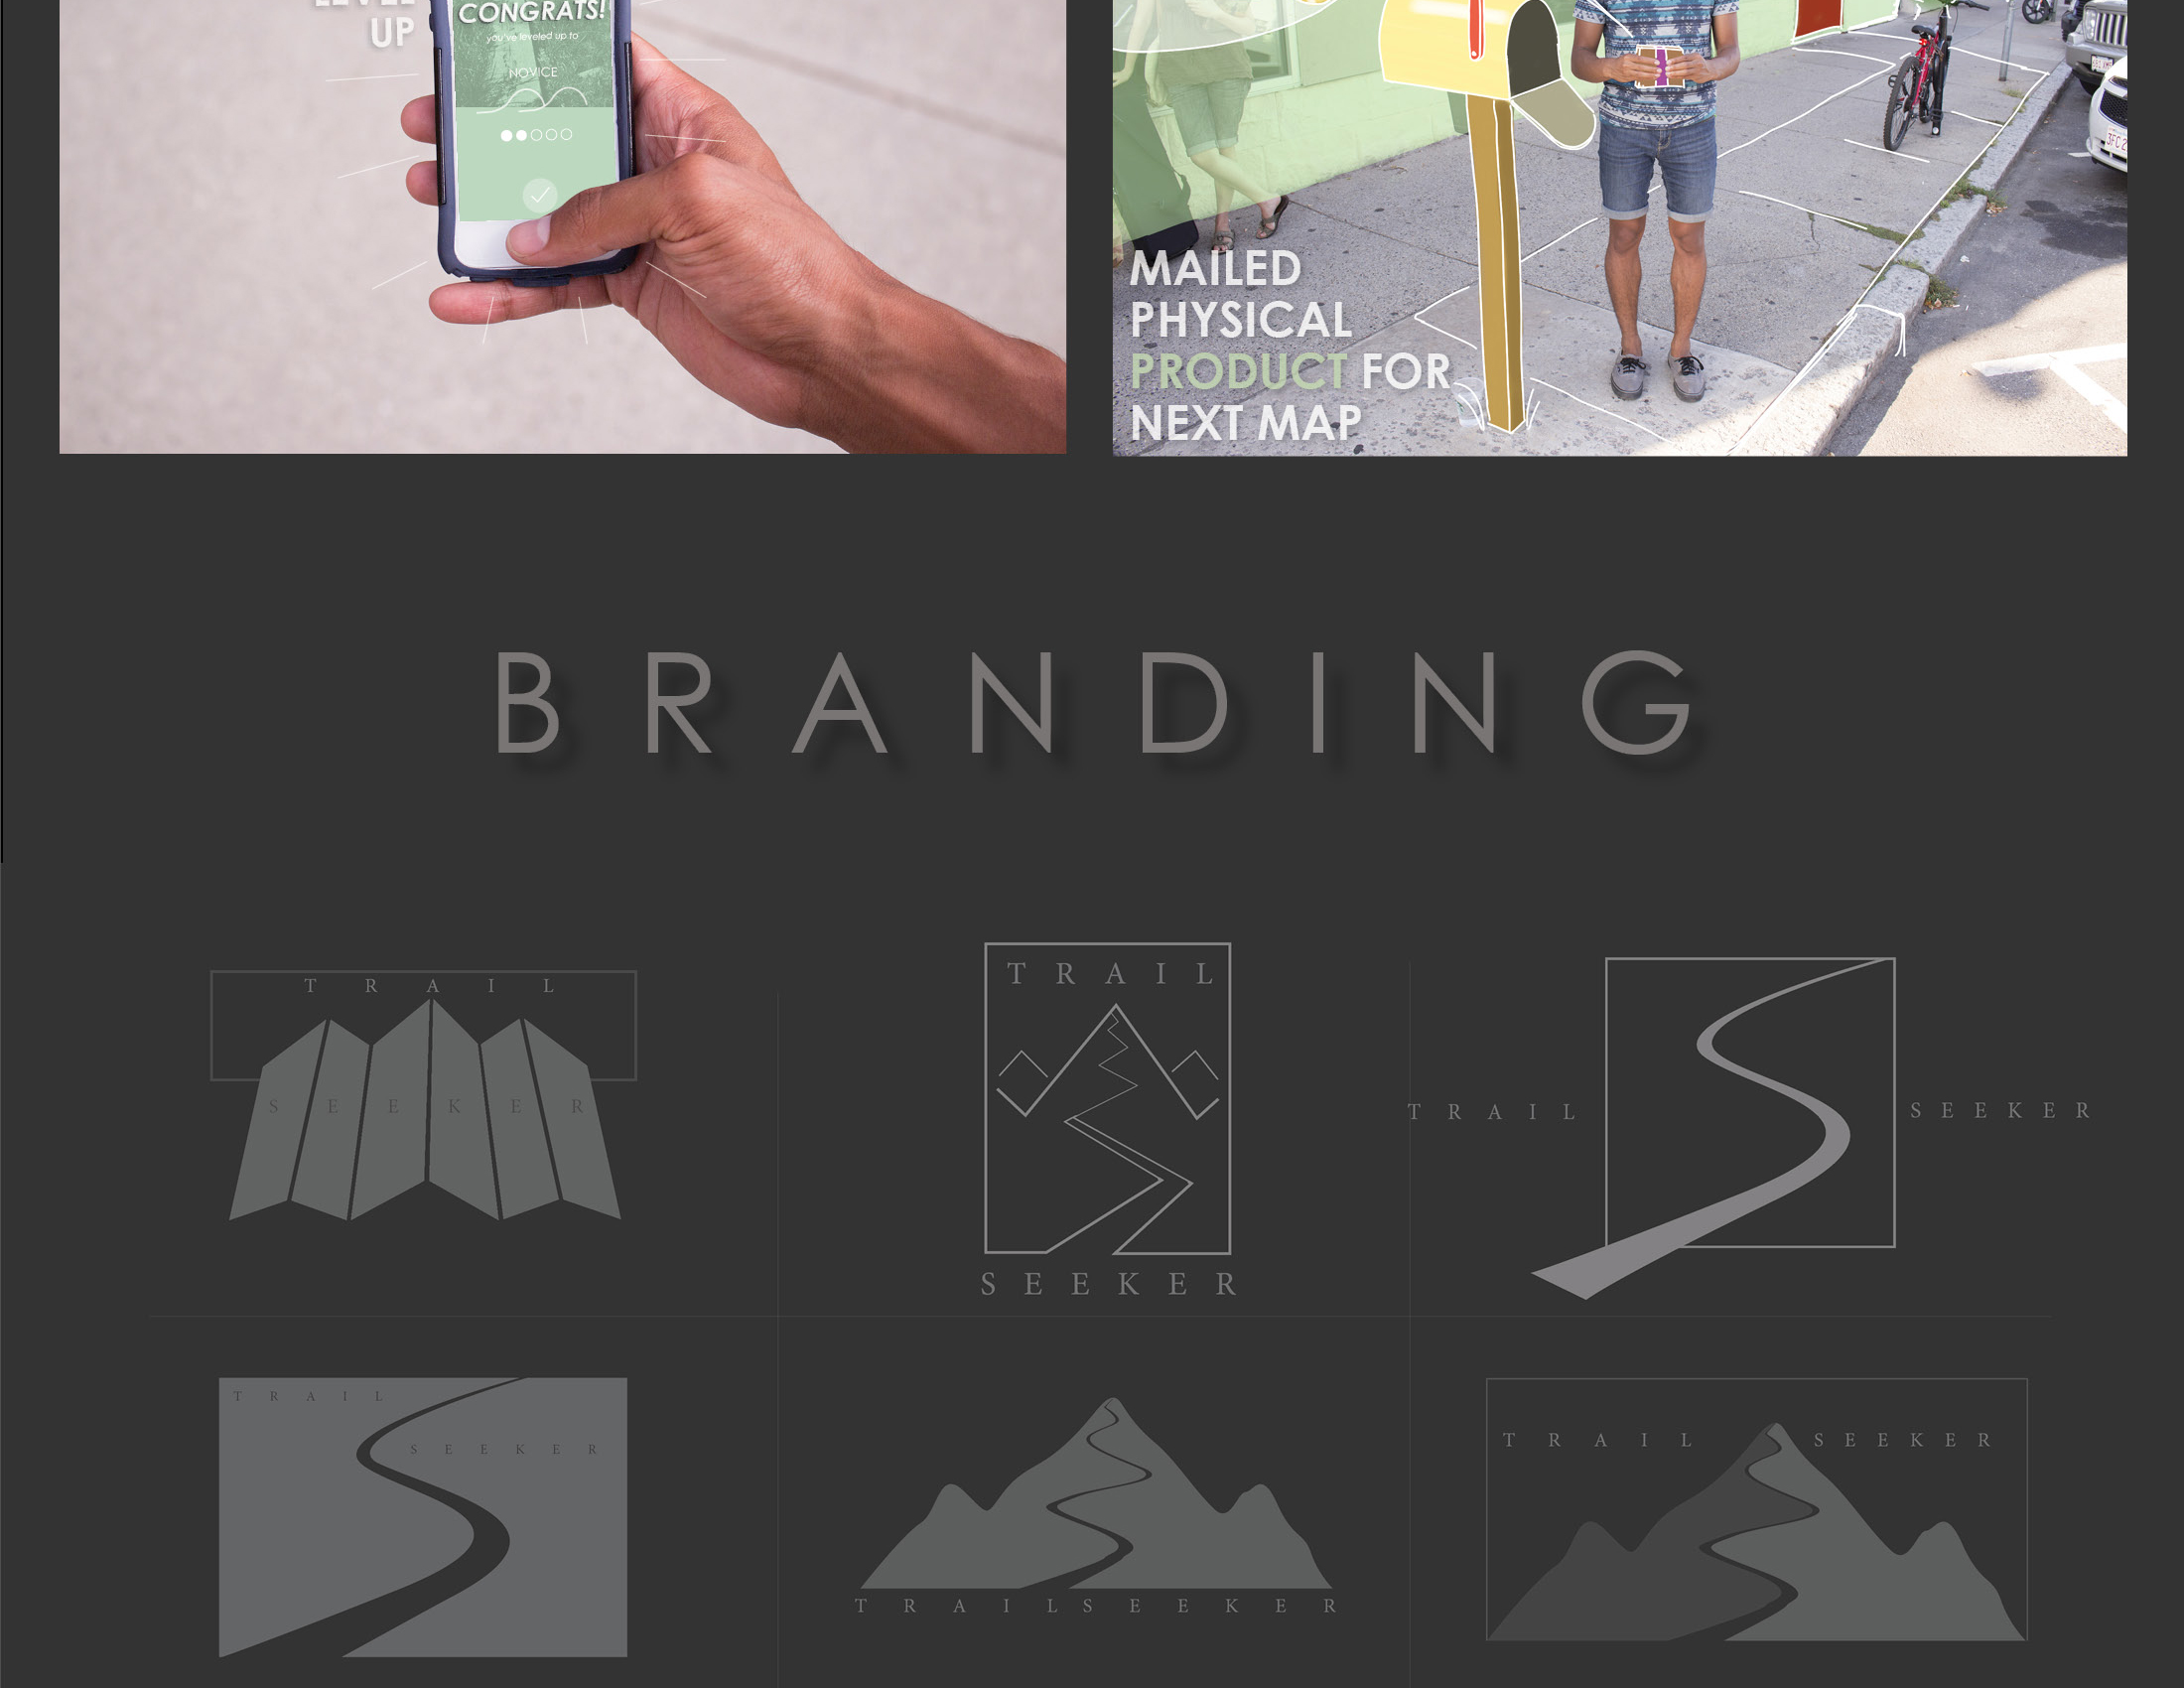 LEVEL
UP
CONGRATS!
you've leveled up to
NOVICE
MAILED
PHYSICAL
PRODUCT FOR
NEXT MAP
BRANDING
TRAIL
SEEKER
TRAIL
SEEKER
TRAIL SEEKER
TRAIL
SEEKER
TRAILSEEKER
TRAIL SEEKER